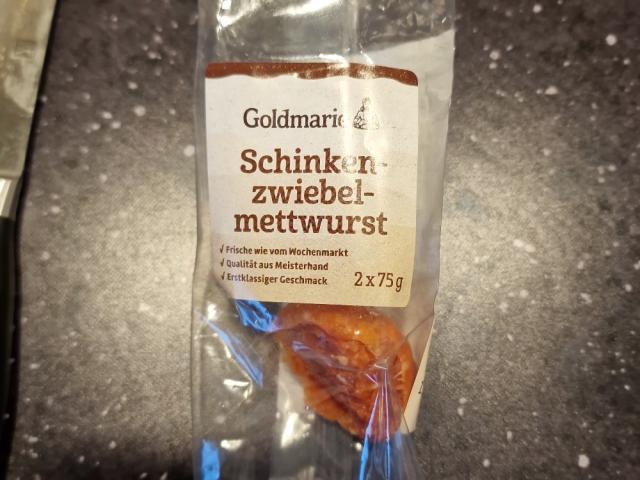 Goldmarie
Schinken-
zwiebel-
mettwurst
√ Frische wie vom Wochenmarkt
√ Qualität aus Meisterhand
√ Erstklassiger Geschmack
2 x 75 g